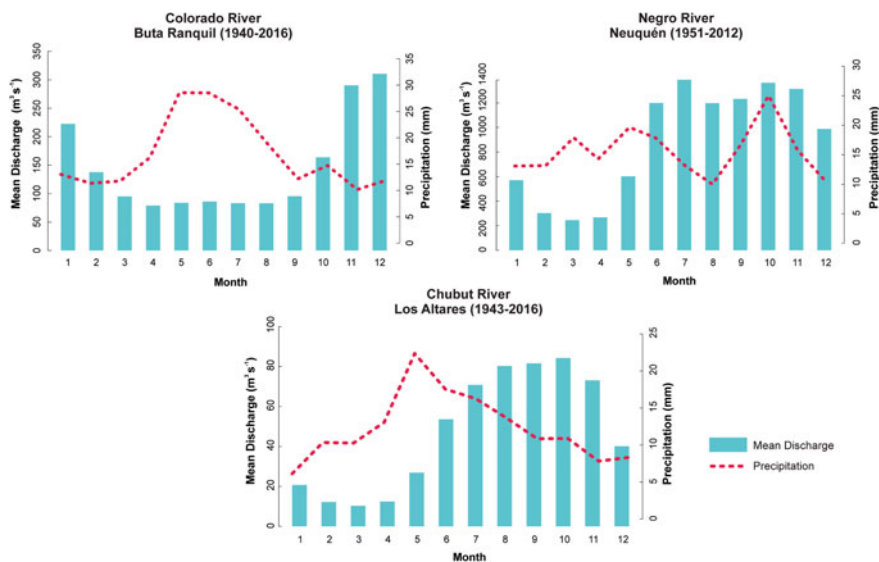 Colorado River
Buta Ranquil (1940-2016)
Mean Discharge (m³ s⁻¹)
350
300
250
200
150
100
50
0
35
30
25
20
15
10
5
0
Precipitation (mm)
1 2 3 4 5 6 7 8 9 10 11 12
Month
Negro River
Neuquén (1951-2012)
Mean Discharge (m³ s⁻¹)
1400
1200
1000
800
600
400
200
0
30
25
20
15
10
5
0
Precipitation (mm)
1 2 3 4 5 6 7 8 9 10 11 12
Month
Chubut River
Los Altares (1943-2016)
Mean Discharge (m³ s⁻¹)
100
80
60
40
20
0
25
20
15
10
5
0
Precipitation (mm)
1 2 3 4 5 6 7 8 9 10 11 12
Month
Mean Discharge
Precipitation